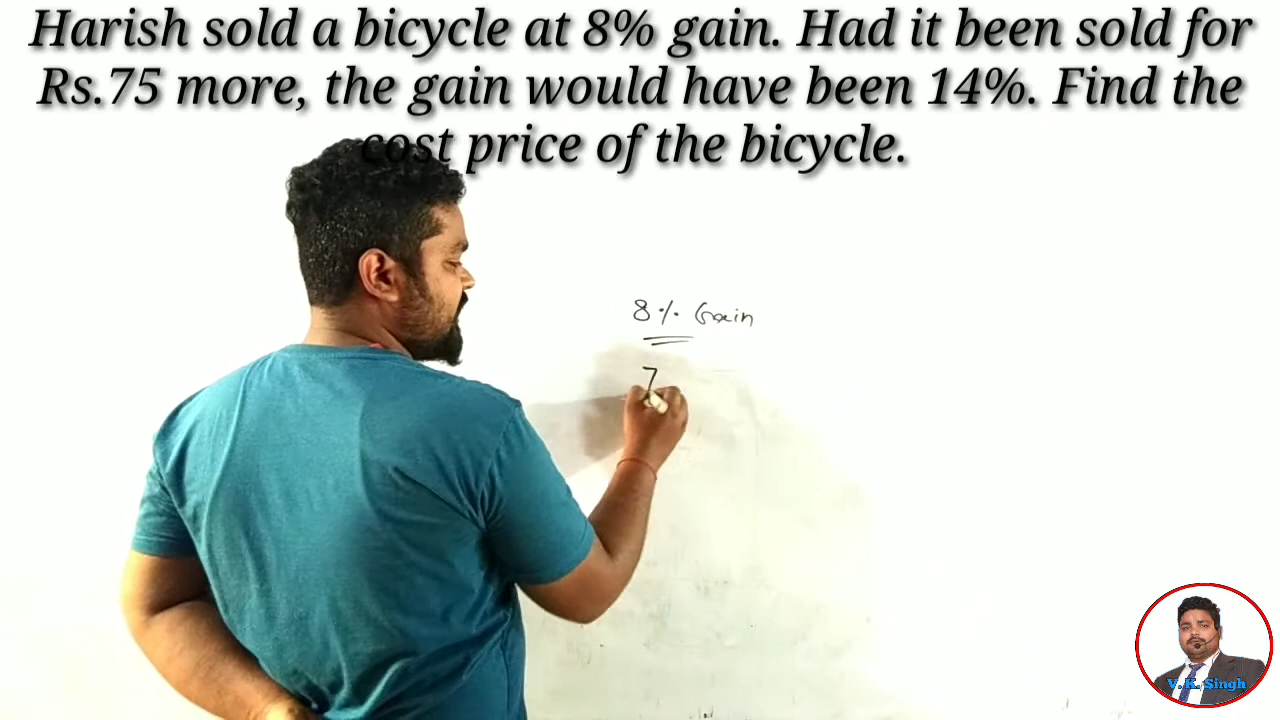 Harish sold a bicycle at 8% gain. Had it been sold for
Rs.75 more, the gain would have been 14%. Find the
cost price of the bicycle.
8% Gain
7
V. K. Singh